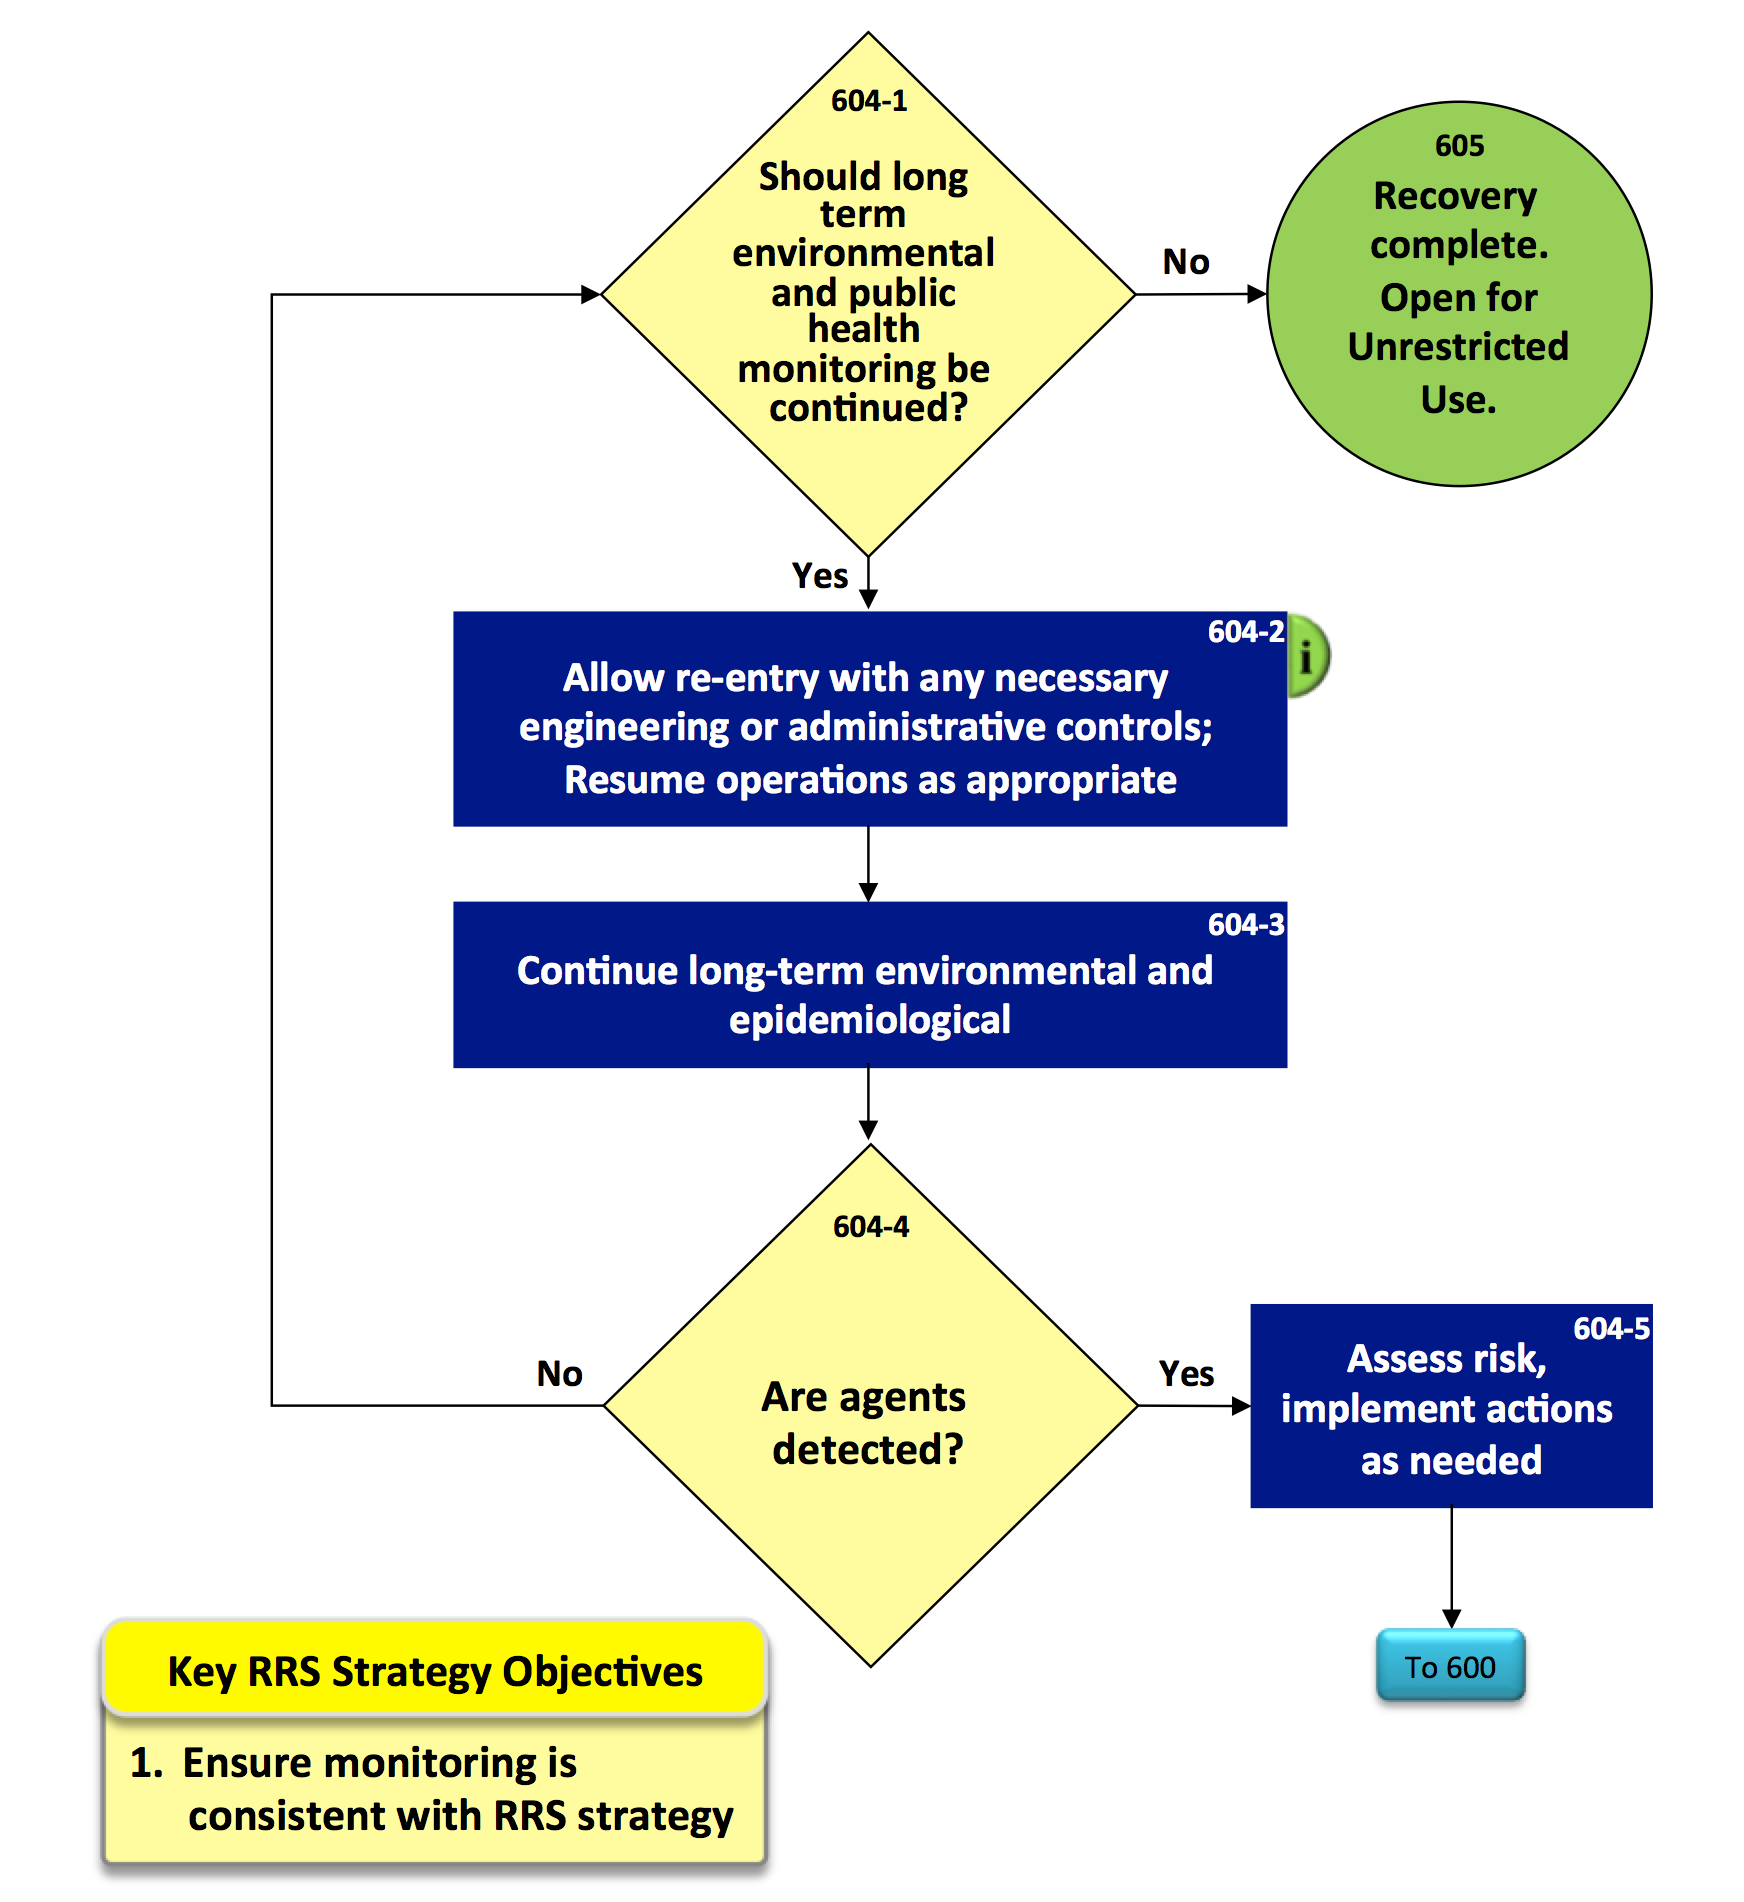 604-1
Should long
term
environmental
and public
health
monitoring be
continued?
No
605
Recovery
complete.
Open for
Unrestricted
Use.
Yes
604-2
i
Allow re-entry with any necessary
engineering or administrative controls;
Resume operations as appropriate
604-3
Continue long-term environmental and
epidemiological
604-4
Are agents
detected?
No
Yes
604-5
Assess risk,
implement actions
as needed
To 600
Key RRS Strategy Objectives
1. Ensure monitoring is
consistent with RRS strategy